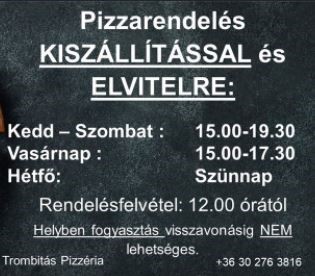 Pizzarendelés
KISZÁLLÍTÁSSAL és
ELVITELRE:
Kedd – Szombat : 15.00-19.30
Vasárnap : 15.00-17.30
Hétfő: Szünnap
Rendelésfelvétel: 12.00 órától
Helyben fogyasztás visszavonásig NEM
lehetséges.
Trombitás Pizzéria +36 30 276 3816